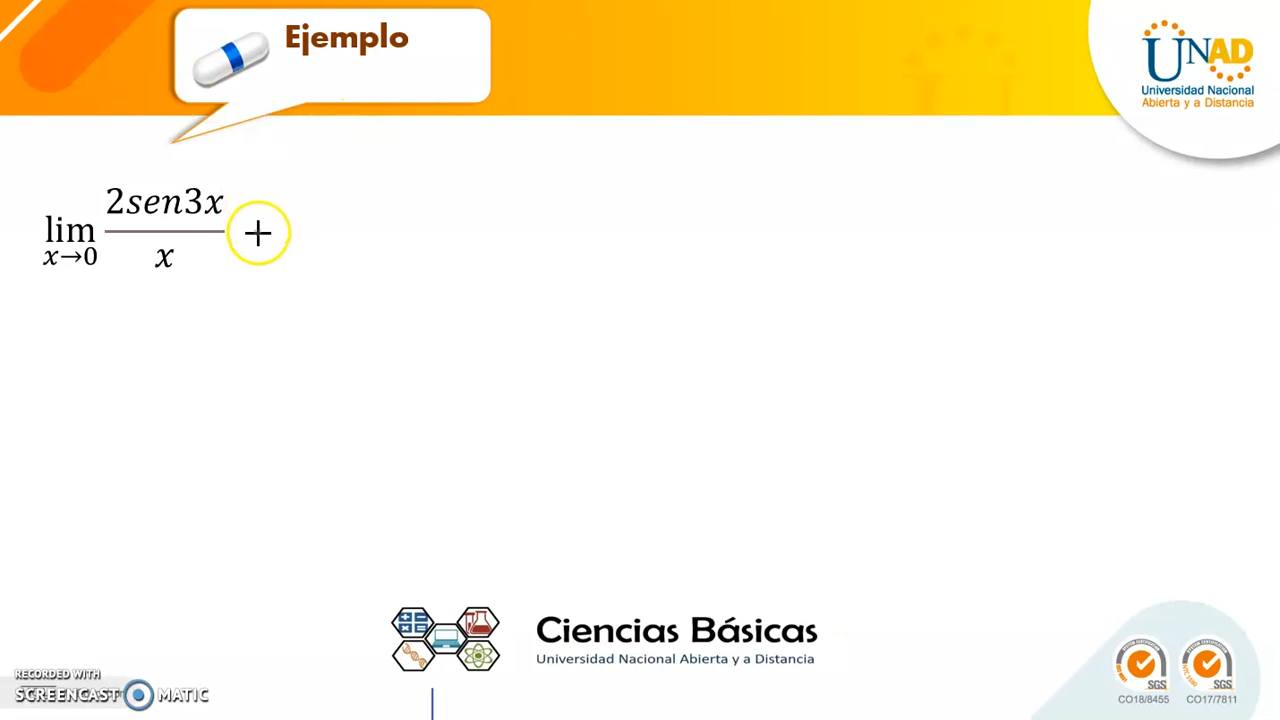 Ejemplo
UNAD
Universidad Nacional
Abierta y a Distancia
lim x→0 2sen3x / x
Ciencias Básicas
Universidad Nacional Abierta y a Distancia
RECORDED WITH
SCREENCAST MATIC
SGS
SGS
CO18/8455
CO17/7811